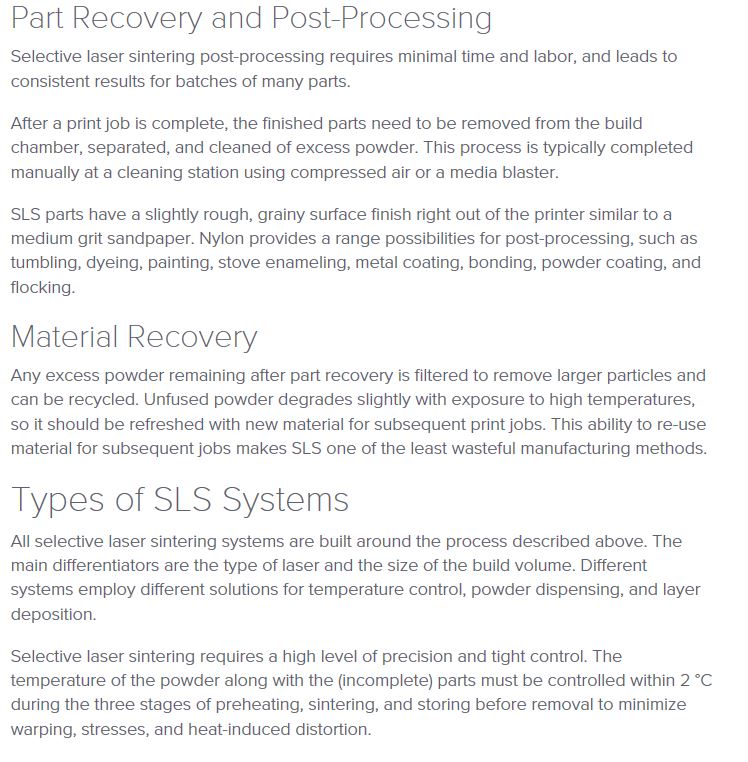 Part Recovery and Post-Processing
Selective laser sintering post-processing requires minimal time and labor, and leads to
consistent results for batches of many parts.
After a print job is complete, the finished parts need to be removed from the build
chamber, separated, and cleaned of excess powder. This process is typically completed
manually at a cleaning station using compressed air or a media blaster.
SLS parts have a slightly rough, grainy surface finish right out of the printer similar to a
medium grit sandpaper. Nylon provides a range possibilities for post-processing, such as
tumbling, dyeing, painting, stove enameling, metal coating, bonding, powder coating, and
flocking.
Material Recovery
Any excess powder remaining after part recovery is filtered to remove larger particles and
can be recycled. Unfused powder degrades slightly with exposure to high temperatures,
so it should be refreshed with new material for subsequent print jobs. This ability to re-use
material for subsequent jobs makes SLS one of the least wasteful manufacturing methods.
Types of SLS Systems
All selective laser sintering systems are built around the process described above. The
main differentiators are the type of laser and the size of the build volume. Different
systems employ different solutions for temperature control, powder dispensing, and layer
deposition.
Selective laser sintering requires a high level of precision and tight control. The
temperature of the powder along with the (incomplete) parts must be controlled within 2 °C
during the three stages of preheating, sintering, and storing before removal to minimize
warping, stresses, and heat-induced distortion.